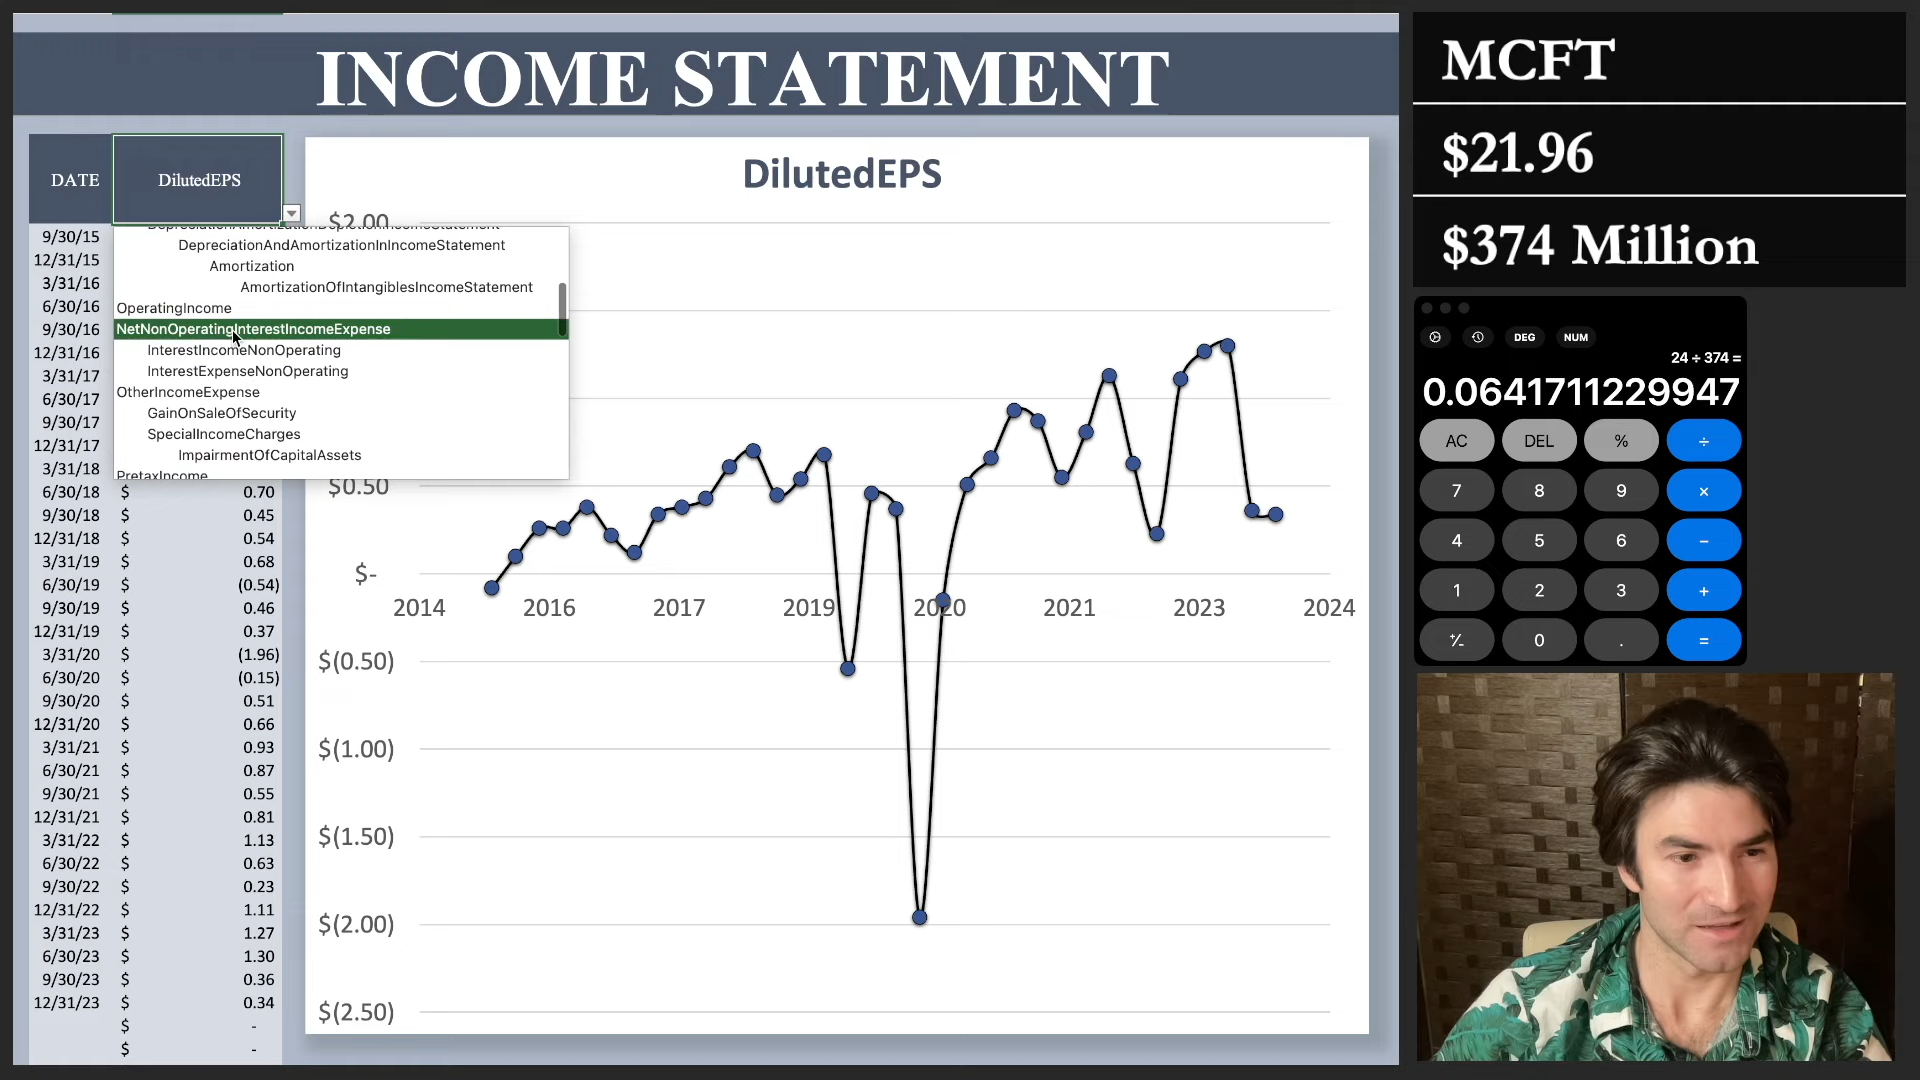 INCOME STATEMENT
DATE
DilutedEPS
DepreciationAmortizationDepletionIncomeStatement
DepreciationAndAmortizationInIncomeStatement
Amortization
AmortizationOfIntangiblesIncomeStatement
OperatingIncome
NetNonOperatingInterestIncomeExpense
InterestIncomeNonOperating
InterestExpenseNonOperating
OtherIncomeExpense
GainOnSaleOfSecurity
SpecialIncomeCharges
ImpairmentOfCapitalAssets
PretaxIncome
9/30/15
12/31/15
3/31/16
6/30/16
9/30/16
12/31/16
3/31/17
6/30/17
9/30/17
12/31/17
3/31/18
6/30/18 $ 0.70
9/30/18 $ 0.45
12/31/18 $ 0.54
3/31/19 $ 0.68
6/30/19 $ (0.54)
9/30/19 $ 0.46
12/31/19 $ 0.37
3/31/20 $ (1.96)
6/30/20 $ (0.15)
9/30/20 $ 0.51
12/31/20 $ 0.66
3/31/21 $ 0.93
6/30/21 $ 0.87
9/30/21 $ 0.55
12/31/21 $ 0.81
3/31/22 $ 1.13
6/30/22 $ 0.63
9/30/22 $ 0.23
12/31/22 $ 1.11
3/31/23 $ 1.27
6/30/23 $ 1.30
9/30/23 $ 0.36
12/31/23 $ 0.34
$ -
$ -
DilutedEPS
$2.00
$0.50
$-
2014 2016 2017 2019 2020 2021 2023 2024
$(0.50)
$(1.00)
$(1.50)
$(2.00)
$(2.50)
MCFT
$21.96
$374 Million
DEG NUM
24 ÷ 374 =
0.0641711229947
AC DEL % ÷
7 8 9 ×
4 5 6 −
1 2 3 +
⁺∕₋ 0 . =